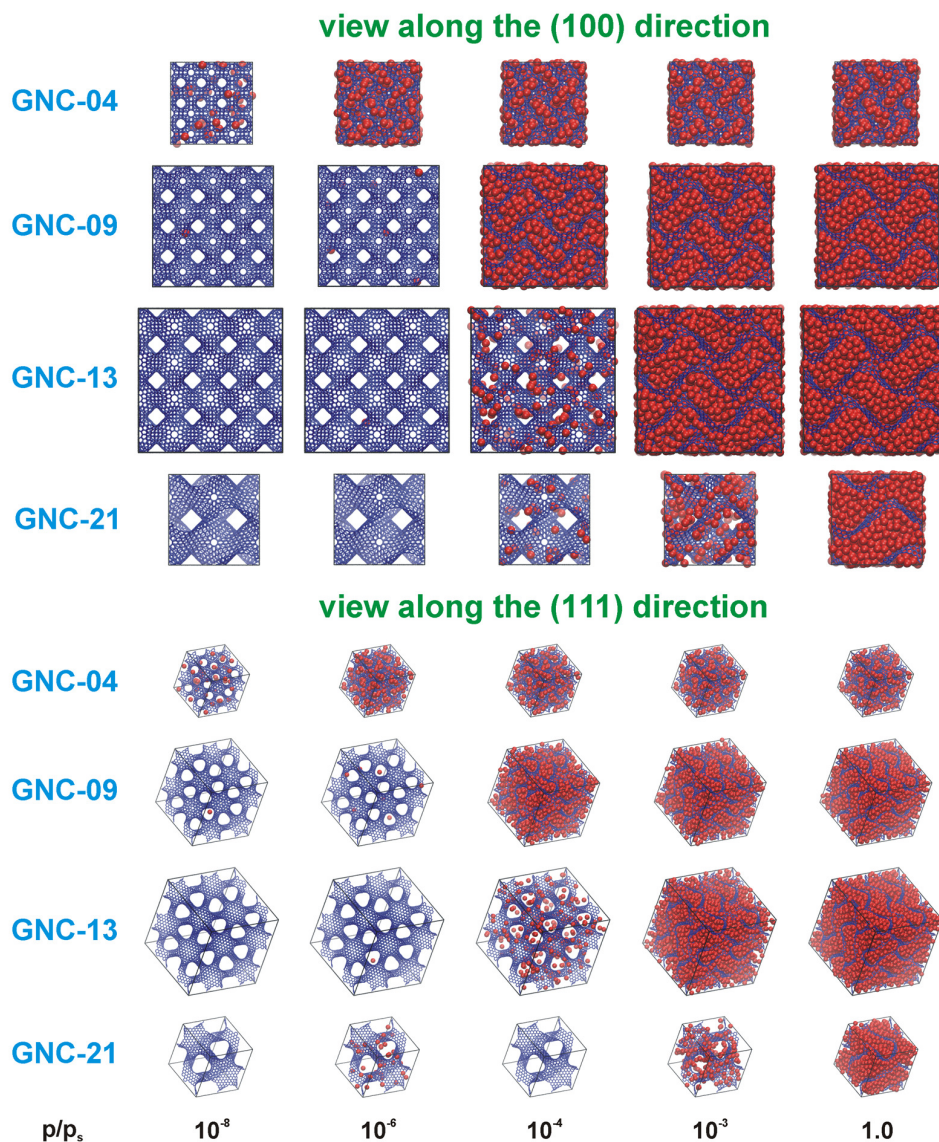 view along the (100) direction
GNC-04
GNC-09
GNC-13
GNC-21
view along the (111) direction
GNC-04
GNC-09
GNC-13
GNC-21
p/pₛ 10⁻⁸ 10⁻⁶ 10⁻⁴ 10⁻³ 1.0